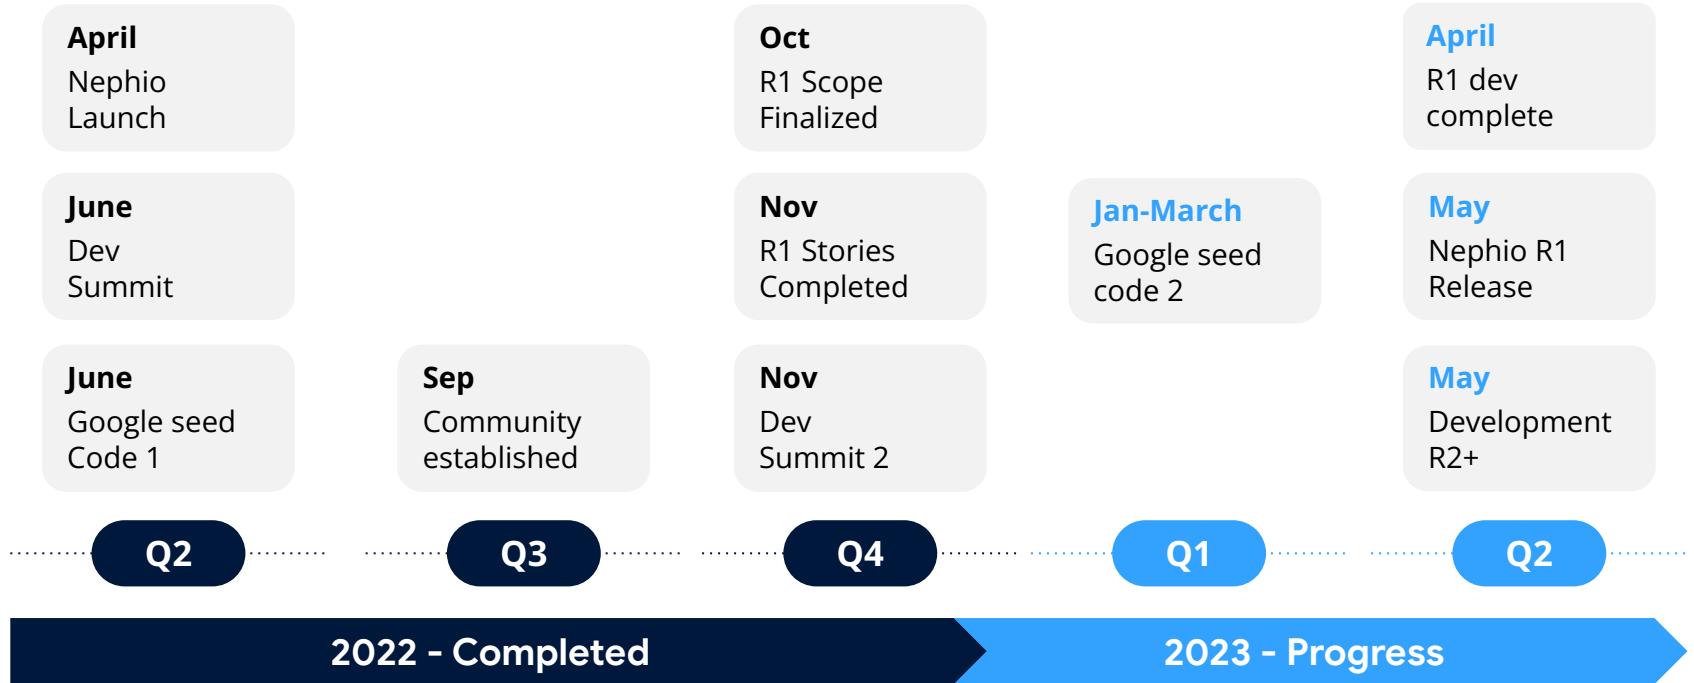 April
Nephio
Launch
June
Dev
Summit
June
Google seed
Code 1
Sep
Community
established
Oct
R1 Scope
Finalized
Nov
R1 Stories
Completed
Nov
Dev
Summit 2
Jan-March
Google seed
code 2
April
R1 dev
complete
May
Nephio R1
Release
May
Development
R2+
Q2
Q3
Q4
Q1
Q2
2022 - Completed
2023 - Progress